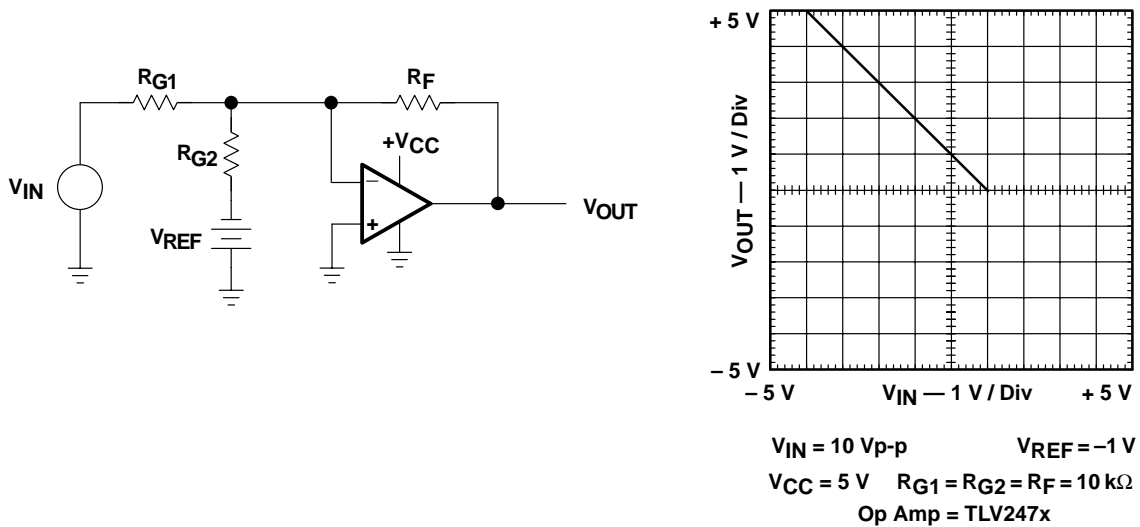 RG1
RF
+VCC
RG2
VIN
–
+
VREF
VOUT
+ 5 V
VOUT — 1 V / Div
– 5 V
– 5 V
VIN — 1 V / Div
+ 5 V
VIN = 10 Vp-p
VREF = –1 V
VCC = 5 V
RG1 = RG2 = RF = 10 kΩ
Op Amp = TLV247x